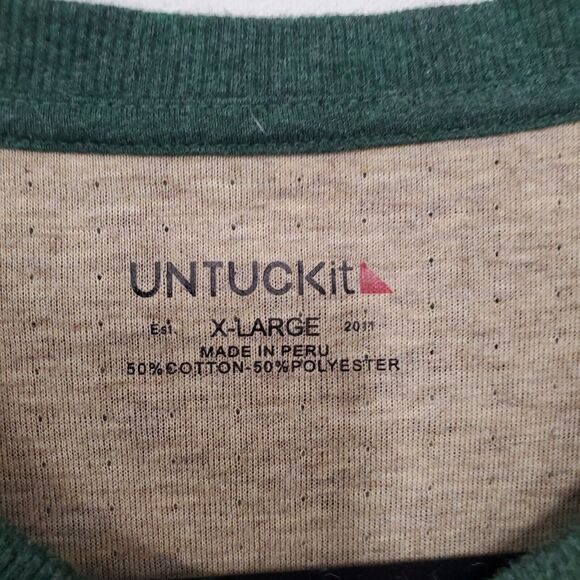 UNTUCKit
Est. X-LARGE 2011
MADE IN PERU
50%COTTON-50%POLYESTER